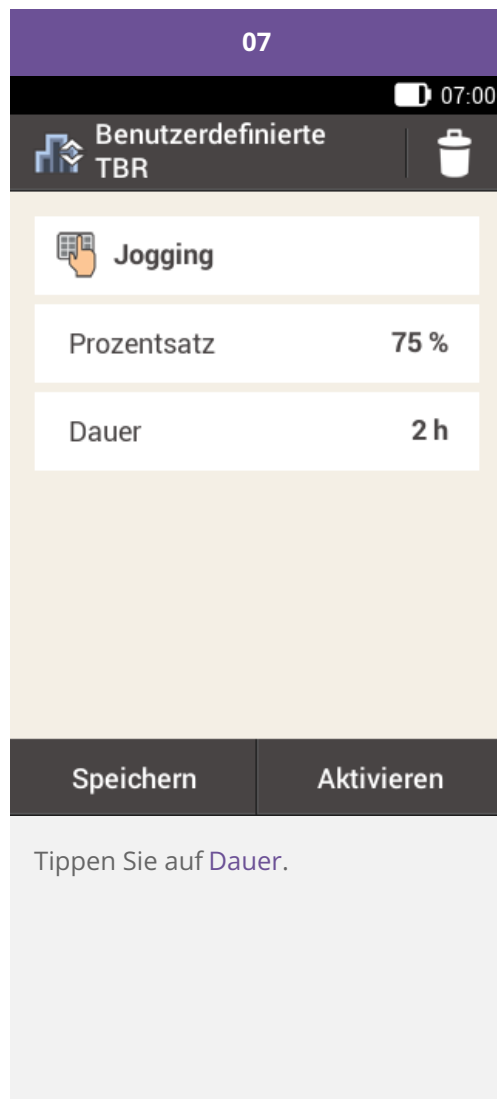 07
07:00
Benutzerdefinierte
TBR
Jogging
Prozentsatz 75 %
Dauer 2 h
Speichern Aktivieren
Tippen Sie auf Dauer.